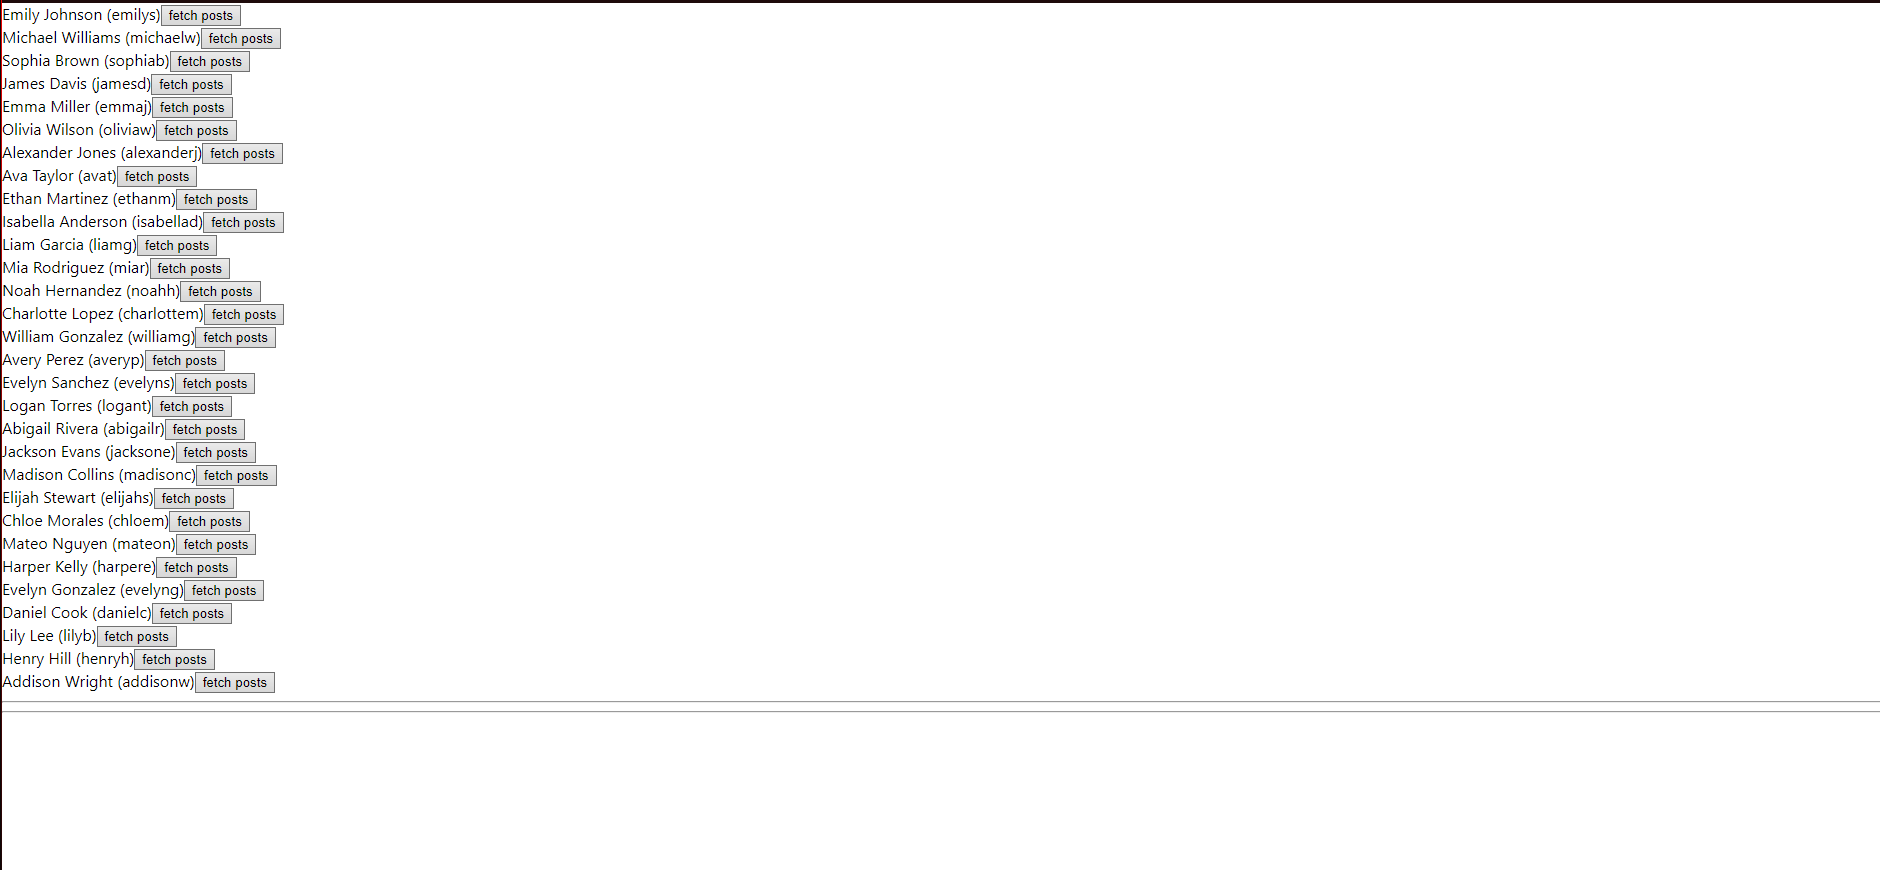 Emily Johnson (emilys) fetch posts
Michael Williams (michaelw) fetch posts
Sophia Brown (sophiab) fetch posts
James Davis (jamesd) fetch posts
Emma Miller (emmaj) fetch posts
Olivia Wilson (oliviaw) fetch posts
Alexander Jones (alexanderj) fetch posts
Ava Taylor (avat) fetch posts
Ethan Martinez (ethanm) fetch posts
Isabella Anderson (isabellad) fetch posts
Liam Garcia (liamg) fetch posts
Mia Rodriguez (miar) fetch posts
Noah Hernandez (noahh) fetch posts
Charlotte Lopez (charlottem) fetch posts
William Gonzalez (williamg) fetch posts
Avery Perez (averyp) fetch posts
Evelyn Sanchez (evelyns) fetch posts
Logan Torres (logant) fetch posts
Abigail Rivera (abigailr) fetch posts
Jackson Evans (jacksone) fetch posts
Madison Collins (madisonc) fetch posts
Elijah Stewart (elijahs) fetch posts
Chloe Morales (chloem) fetch posts
Mateo Nguyen (mateon) fetch posts
Harper Kelly (harpere) fetch posts
Evelyn Gonzalez (evelyng) fetch posts
Daniel Cook (danielc) fetch posts
Lily Lee (lilyb) fetch posts
Henry Hill (henryh) fetch posts
Addison Wright (addisonw) fetch posts